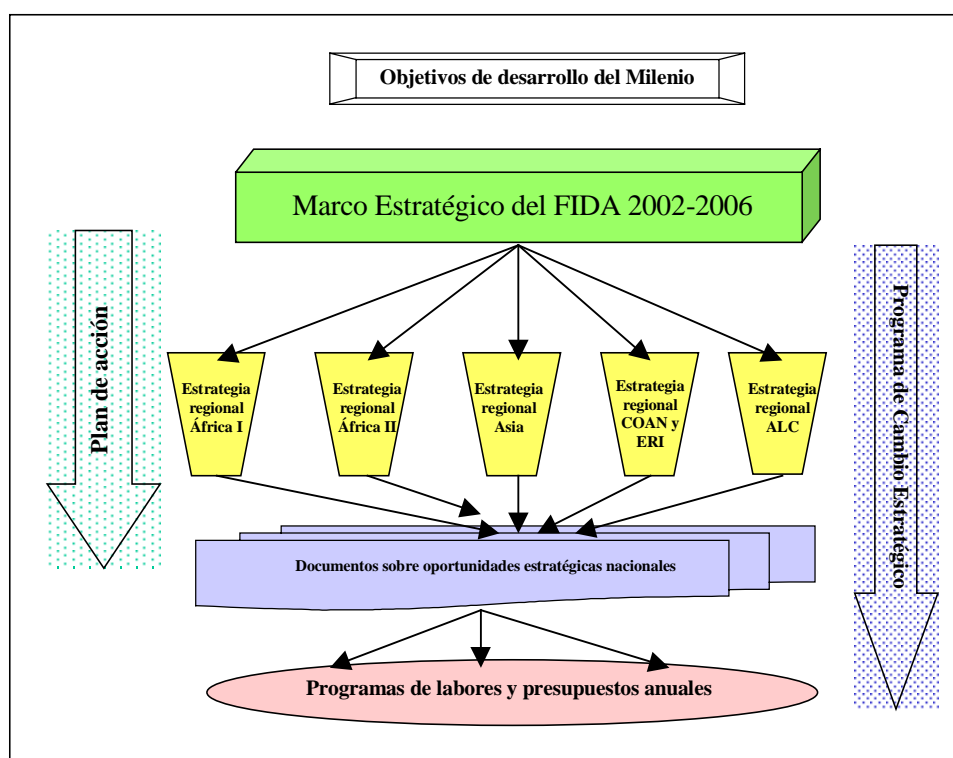 Objetivos de desarrollo del Milenio
Marco Estratégico del FIDA 2002-2006
Plan de acción
Programa de Cambio Estratégico
Estrategia
regional
África I
Estrategia
regional
África II
Estrategia
regional
Asia
Estrategia
regional
COAN y
ERI
Estrategia
regional
ALC
Documentos sobre oportunidades estratégicas nacionales
Programas de labores y presupuestos anuales